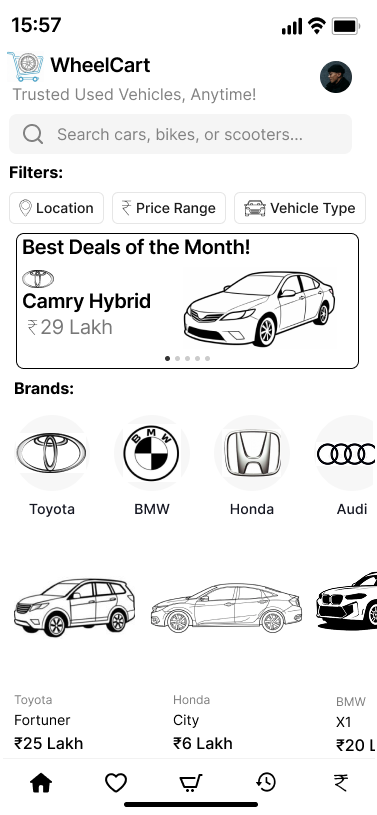 15:57
WheelCart
Trusted Used Vehicles, Anytime!
Search cars, bikes, or scooters...
Filters:
Location
₹ Price Range
Vehicle Type
Best Deals of the Month!
Camry Hybrid
₹29 Lakh
Brands:
BMW
Toyota
BMW
Honda
Audi
Toyota
Honda
BMW
Fortuner
City
X1
₹25 Lakh
₹6 Lakh
₹20 L
₹